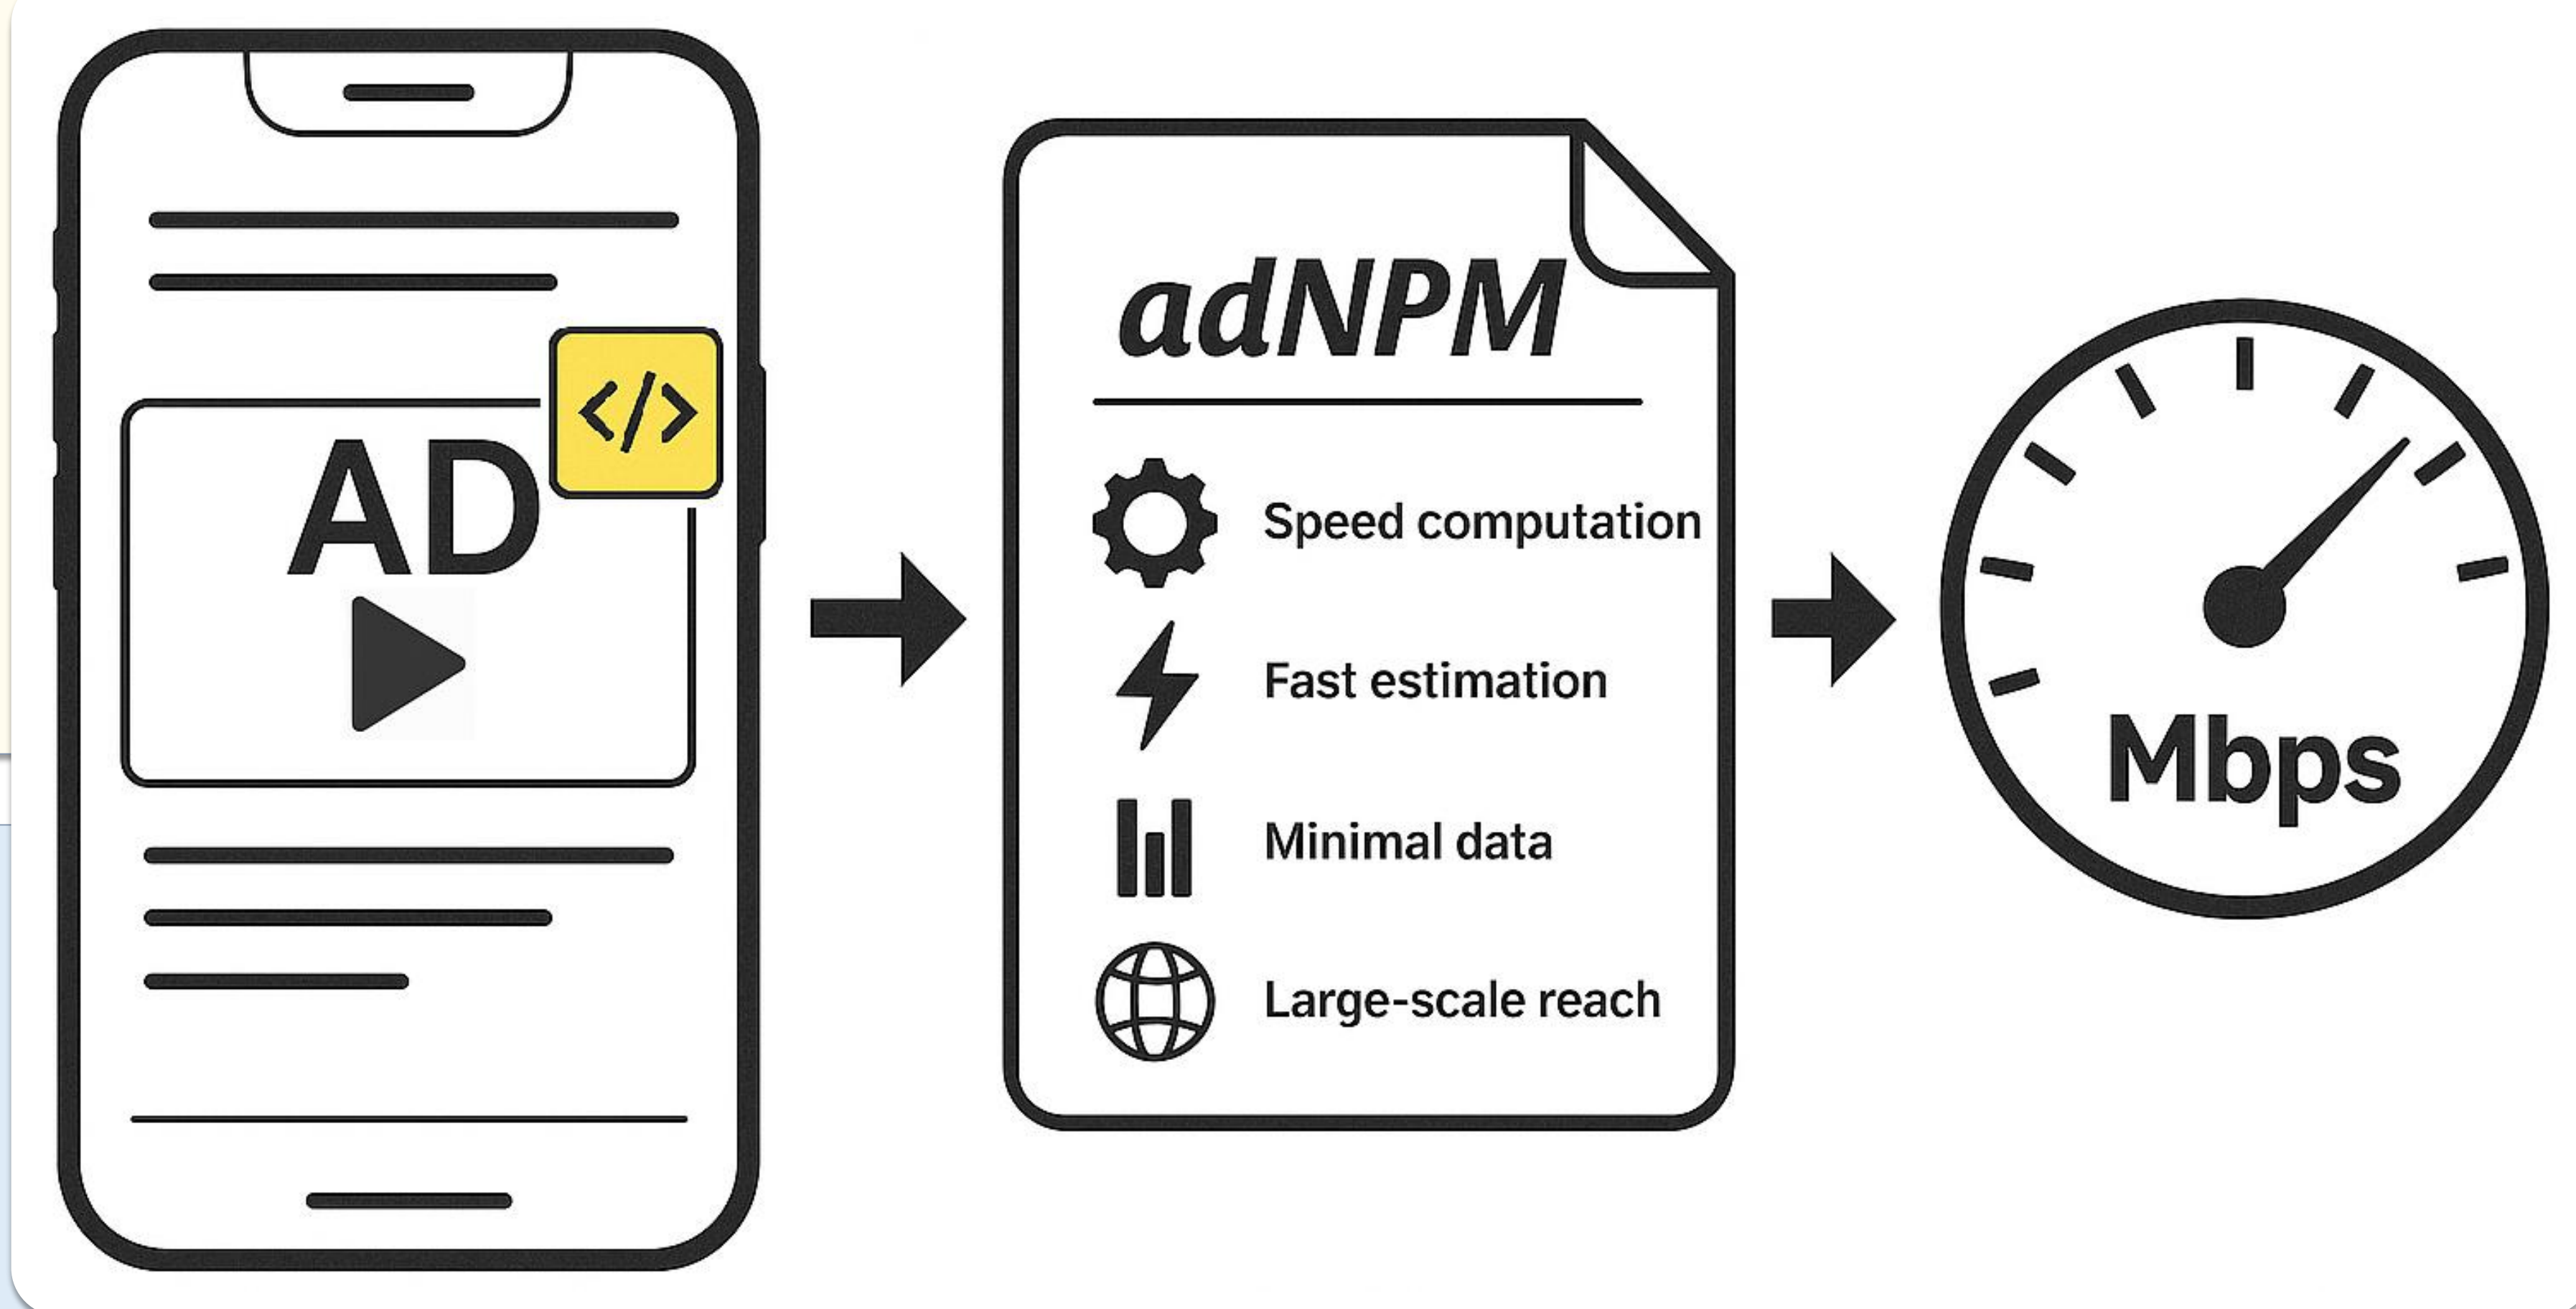 AD
</>
adNPM
Speed computation
Fast estimation
Minimal data
Large-scale reach
Mbps